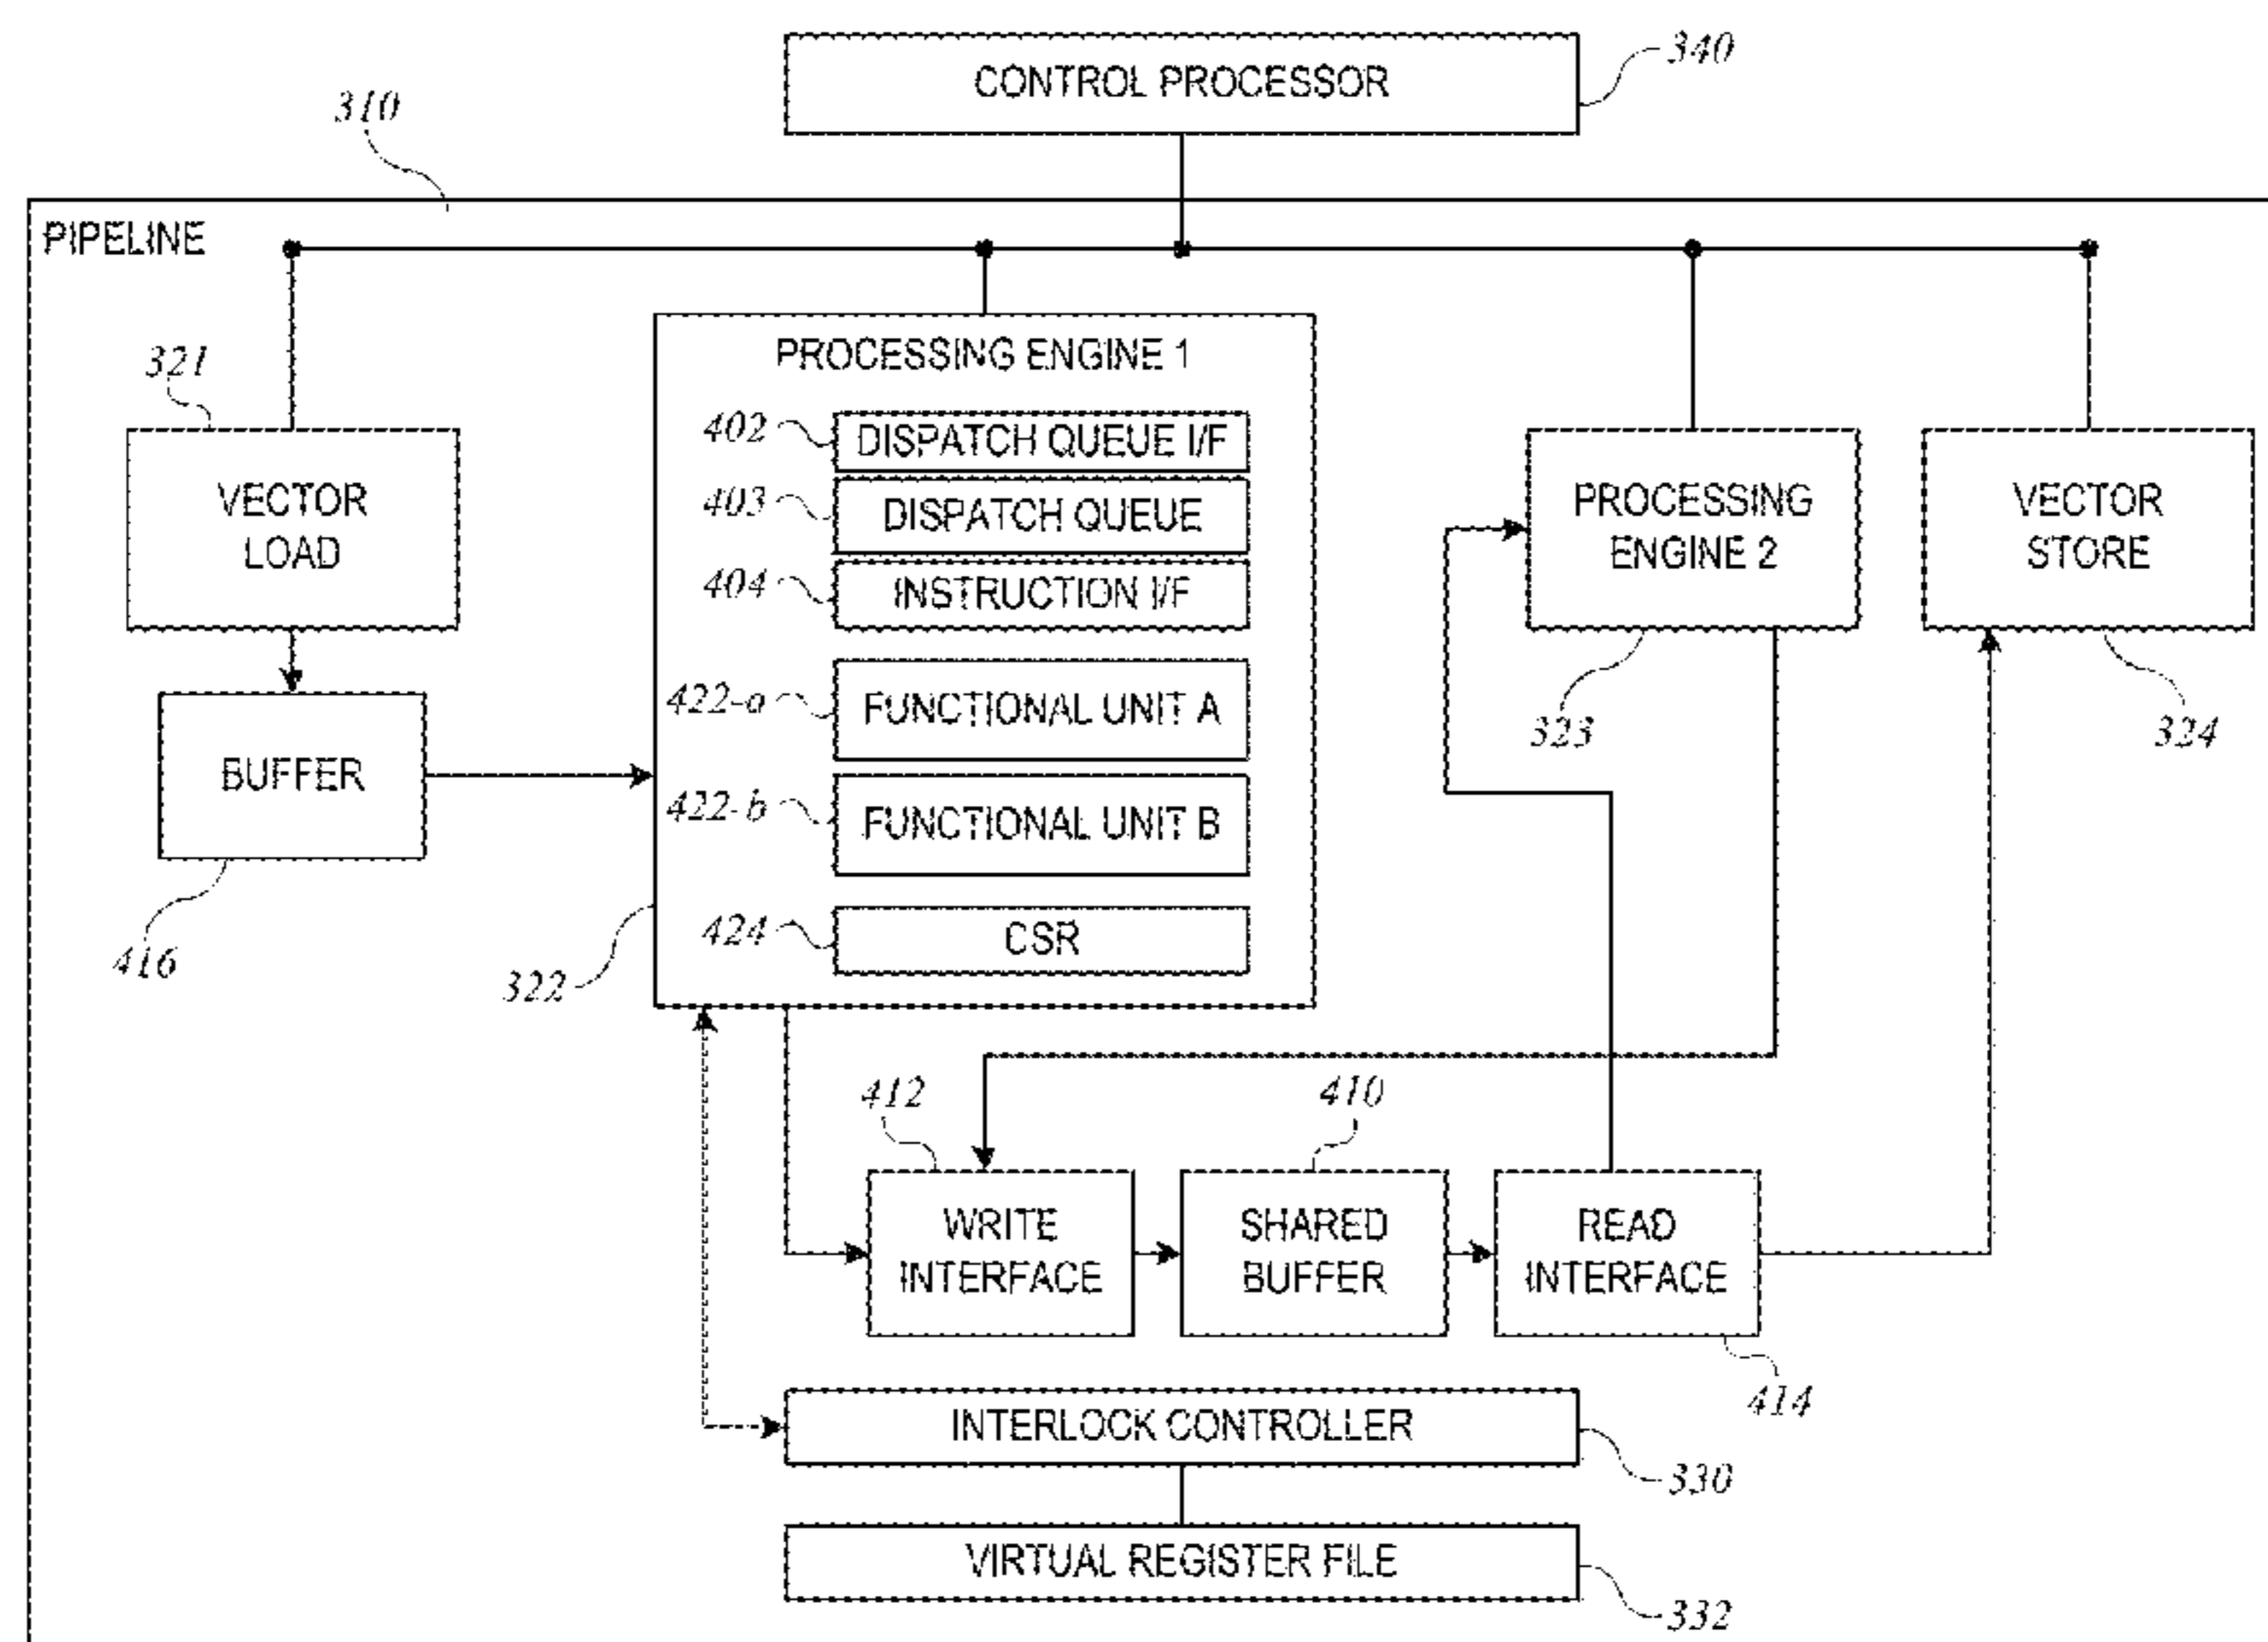 340
CONTROL PROCESSOR
310
PIPELINE
PROCESSING ENGINE 1
321
402
DISPATCH QUEUE I/F
VECTOR
LOAD
403
DISPATCH QUEUE
PROCESSING
ENGINE 2
VECTOR
STORE
404
INSTRUCTION I/F
422-a
FUNCTIONAL UNIT A
323
324
BUFFER
422-b
FUNCTIONAL UNIT B
424
CSR
416
322
412
410
WRITE
INTERFACE
SHARED
BUFFER
READ
INTERFACE
414
INTERLOCK CONTROLLER
330
VIRTUAL REGISTER FILE
332